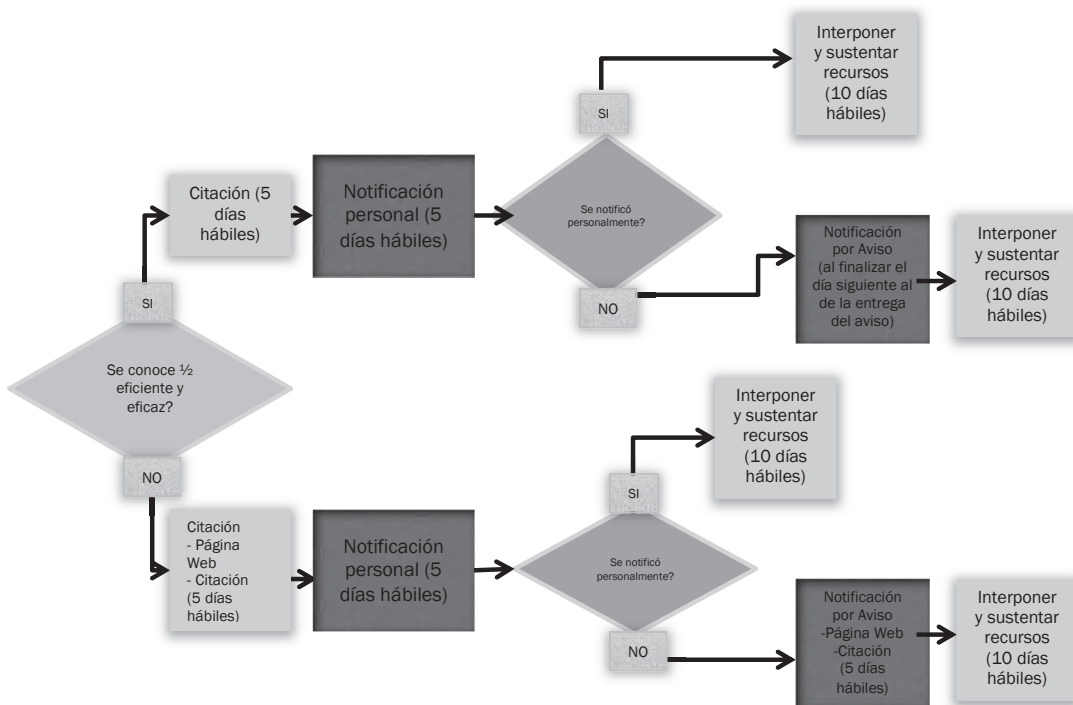 Interponer
y sustentar
recursos
(10 días
hábiles)
SI
Citación (5
días
hábiles)
Notificación
personal (5
días hábiles)
Se notificó
personalmente?
NO
Notificación
por Aviso
(al finalizar el
día siguiente al
de la entrega
del aviso)
Interponer
y sustentar
recursos
(10 días
hábiles)
SI
Se conoce ½
eficiente y
eficaz?
NO
Interponer
y sustentar
recursos
(10 días
hábiles)
SI
Citación
- Página
Web
- Citación
(5 días
hábiles)
Notificación
personal (5
días hábiles)
Se notificó
personalmente?
NO
Notificación
por Aviso
-Página Web
-Citación
(5 días
hábiles)
Interponer
y sustentar
recursos
(10 días
hábiles)